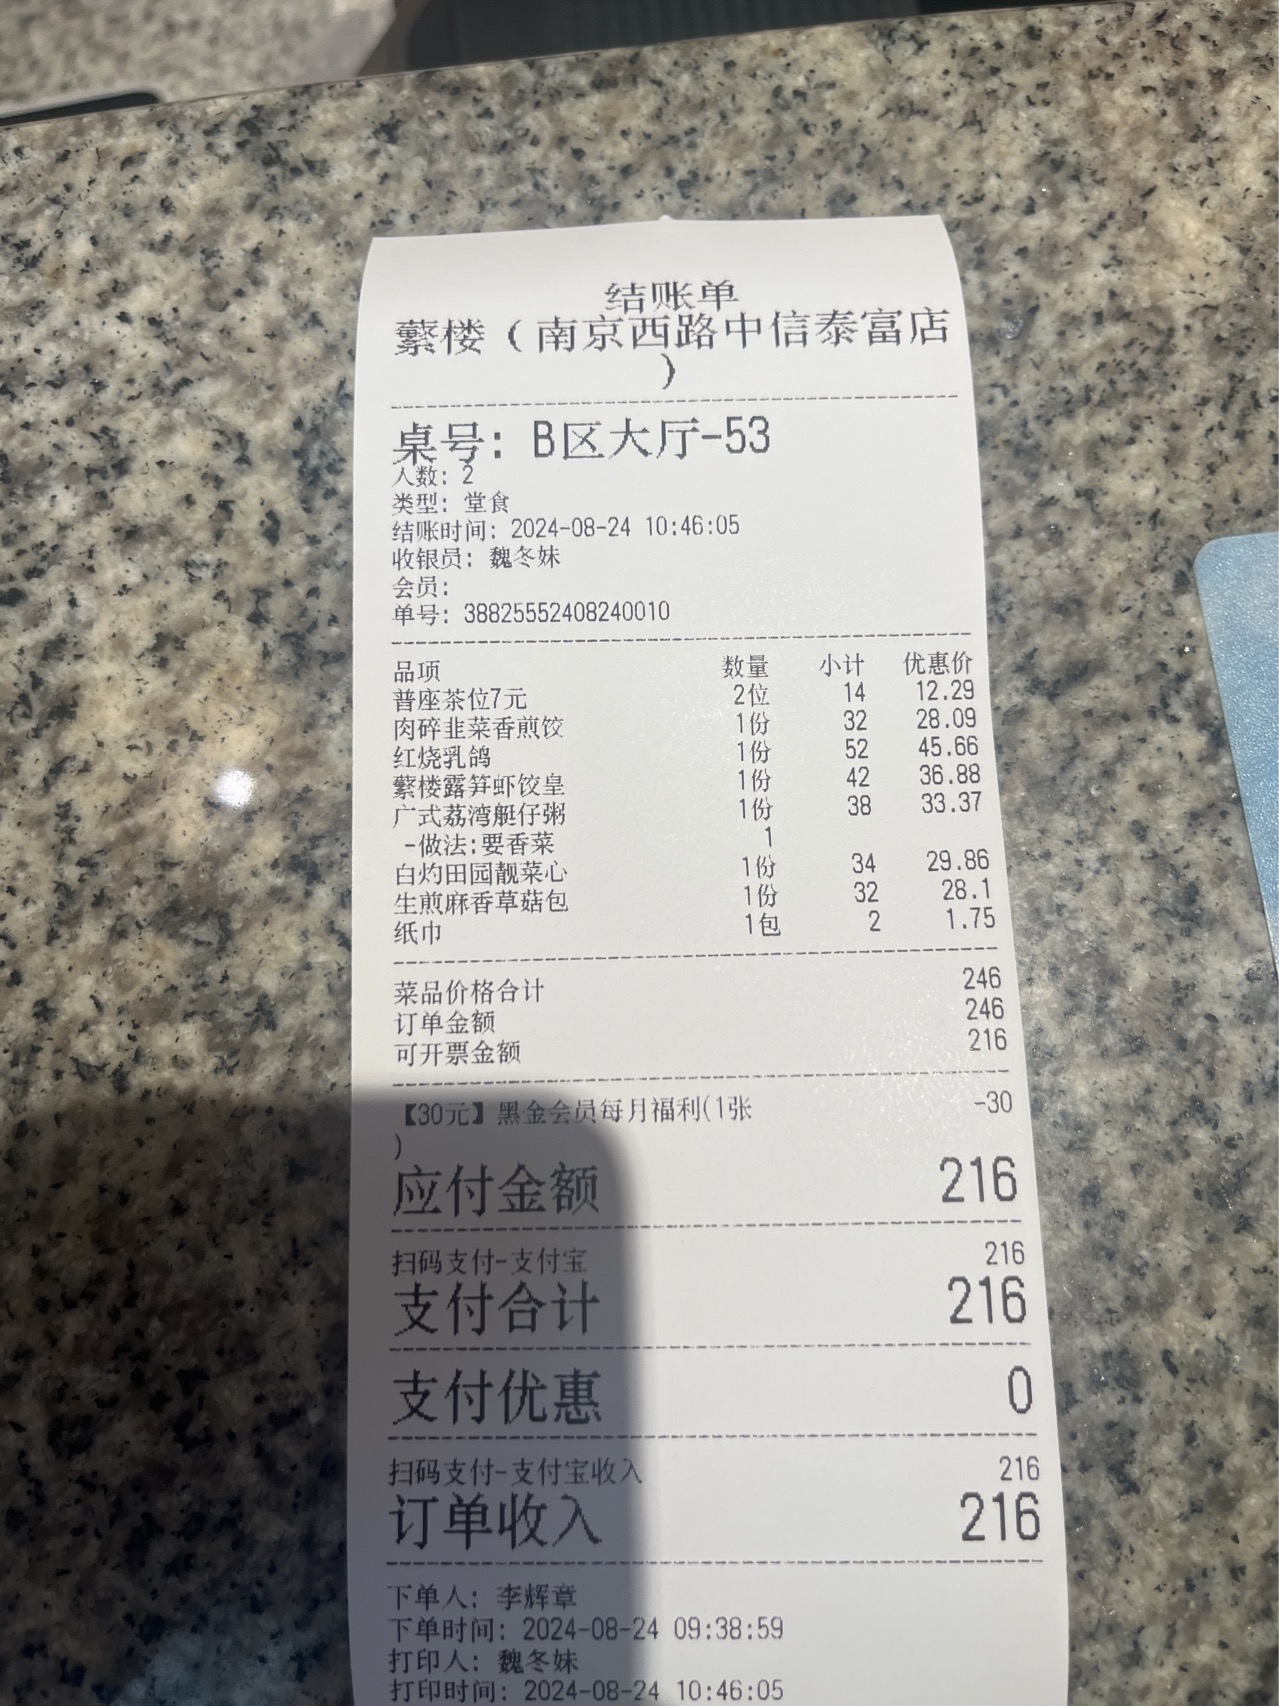 结账单
蘩楼（南京西路中信泰富店
）
桌号: B区大厅-53
人数: 2
类型: 堂食
结账时间: 2024-08-24 10:46:05
收银员: 魏冬妹
会员:
单号: 38825552408240010
品项 数量 小计 优惠价
普座茶位7元 2位 14 12.29
肉碎韭菜香煎饺 1份 32 28.09
红烧乳鸽 1份 52 45.66
蘩楼露笋虾饺皇 1份 42 36.88
广式荔湾艇仔粥 1份 38 33.37
-做法:要香菜 1
白灼田园靓菜心 1份 34 29.86
生煎麻香草菇包 1份 32 28.1
纸巾 1包 2 1.75
菜品价格合计 246
订单金额 246
可开票金额 216
【30元】黑金会员每月福利(1张 -30
)
应付金额 216
扫码支付-支付宝 216
支付合计 216
支付优惠 0
扫码支付-支付宝收入 216
订单收入 216
下单人: 李辉章
下单时间: 2024-08-24 09:38:59
打印人: 魏冬妹
打印时间: 2024-08-24 10:46:05